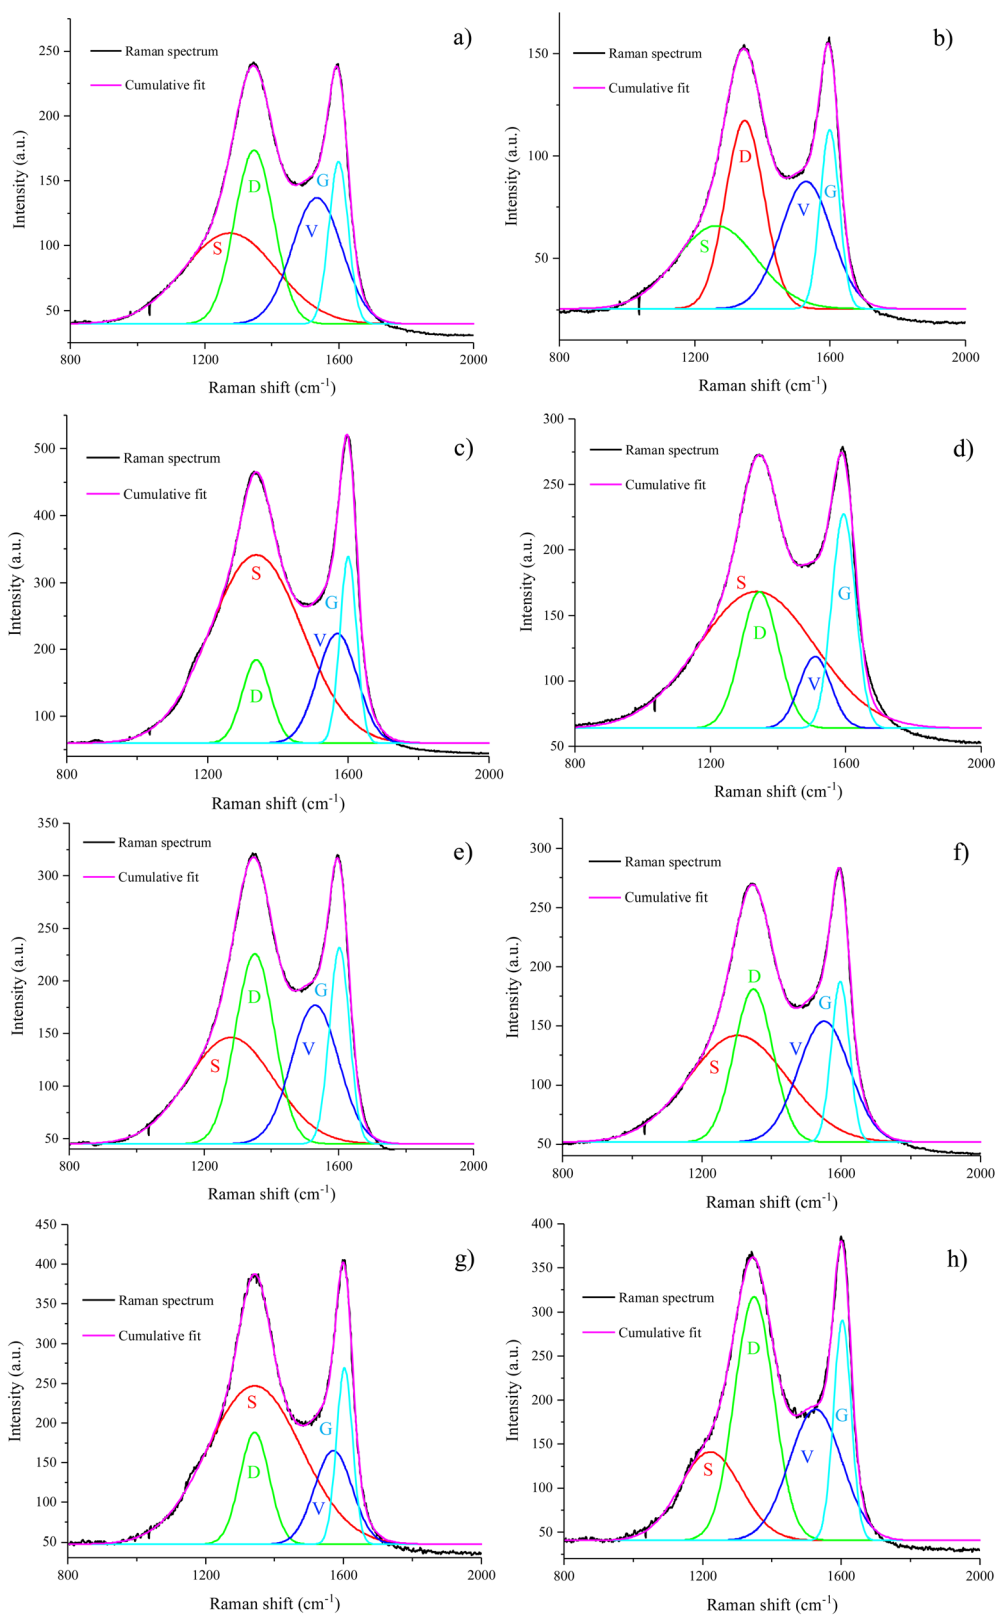 a)
Raman spectrum
Cumulative fit
250
200
150
100
50
Intensity (a.u.)
S
D
V
G
800
1200
1600
2000
Raman shift (cm-1)
b)
Raman spectrum
Cumulative fit
150
100
50
Intensity (a.u.)
S
D
V
G
800
1200
1600
2000
Raman shift (cm-1)
c)
Raman spectrum
Cumulative fit
500
400
300
200
100
Intensity (a.u.)
S
D
V
G
800
1200
1600
2000
Raman shift (cm-1)
d)
Raman spectrum
Cumulative fit
300
250
200
150
100
50
Intensity (a.u.)
S
D
V
G
800
1200
1600
2000
Raman shift (cm-1)
e)
Raman spectrum
Cumulative fit
350
300
250
200
150
100
50
Intensity (a.u.)
S
D
V
G
800
1200
1600
2000
Raman shift (cm-1)
f)
Raman spectrum
Cumulative fit
300
250
200
150
100
50
Intensity (a.u.)
S
D
V
G
800
1200
1600
2000
Raman shift (cm-1)
g)
Raman spectrum
Cumulative fit
450
400
350
300
250
200
150
100
50
Intensity (a.u.)
S
D
V
G
800
1200
1600
2000
Raman shift (cm-1)
h)
Raman spectrum
Cumulative fit
400
350
300
250
200
150
100
50
Intensity (a.u.)
S
D
V
G
800
1200
1600
2000
Raman shift (cm-1)